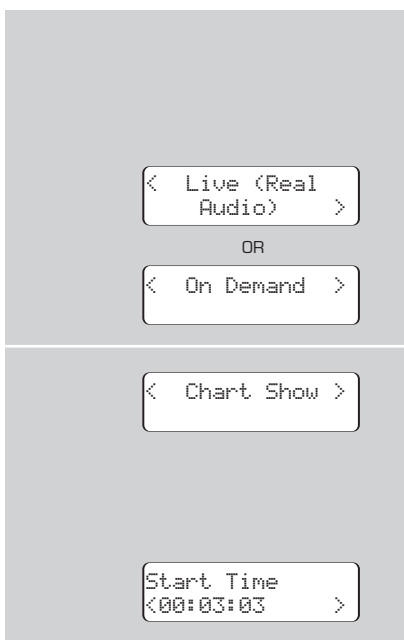 < Live (Real
Audio) >
OR
< On Demand >
< Chart Show >
Start Time
<00:03:03 >